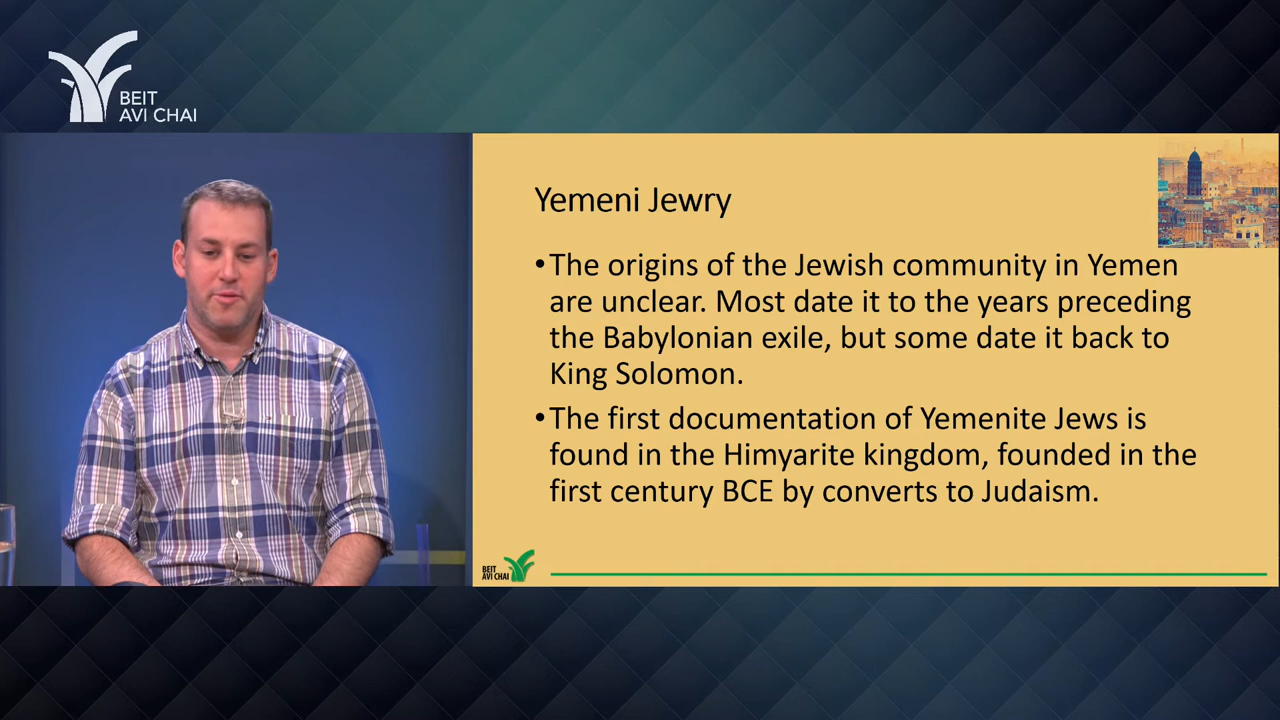 BEIT
AVI CHAI
Yemeni Jewry
•The origins of the Jewish community in Yemen
are unclear. Most date it to the years preceding
the Babylonian exile, but some date it back to
King Solomon.
•The first documentation of Yemenite Jews is
found in the Himyarite kingdom, founded in the
first century BCE by converts to Judaism.
BEIT
AVI CHAI